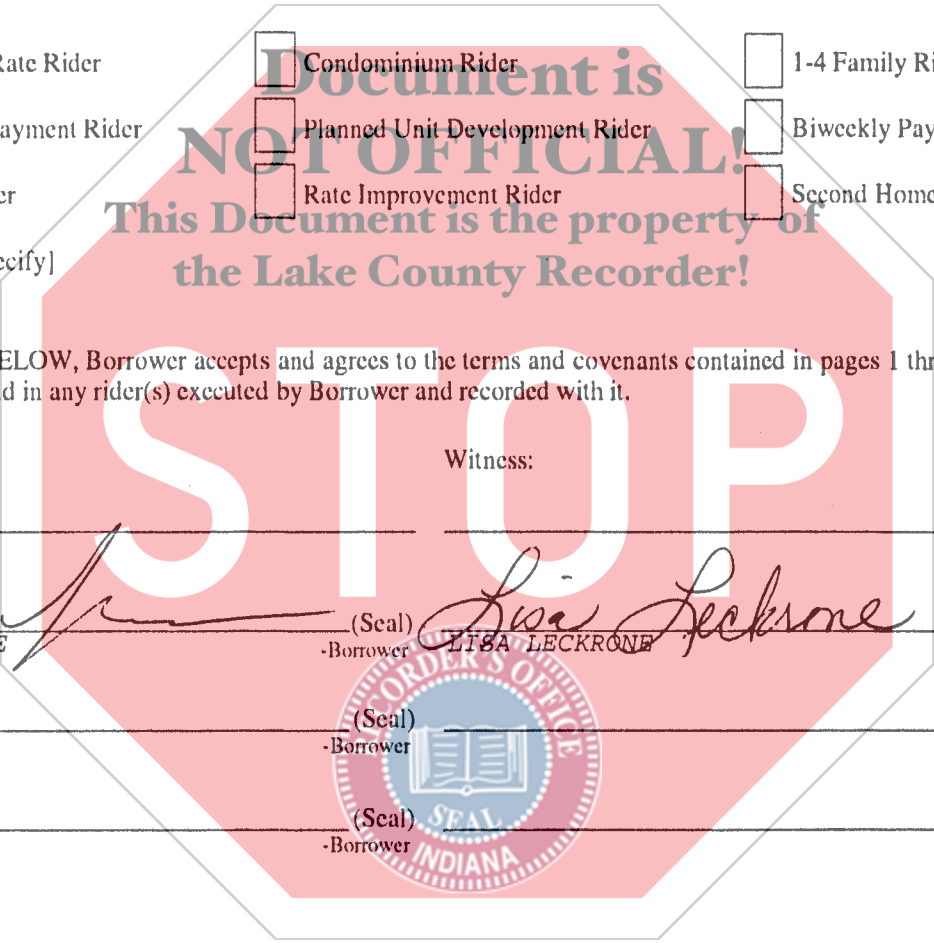 Rate Rider Condominium Rider 1-4 Family Ri
ayment Rider Planned Unit Development Rider Biweekly Pay
er Rate Improvement Rider Second Home
ecify]
Document is
NOT OFFICIAL!
This Document is the property of
the Lake County Recorder!
ELOW, Borrower accepts and agrees to the terms and covenants contained in pages 1 thr
d in any rider(s) executed by Borrower and recorded with it.
STOP
Witness:
(Seal) Lisa Leckrone
E -Borrower LISA LECKRONE
(Seal)
-Borrower
(Seal)
-Borrower
RECORDER'S OFFICE
SEAL
INDIANA